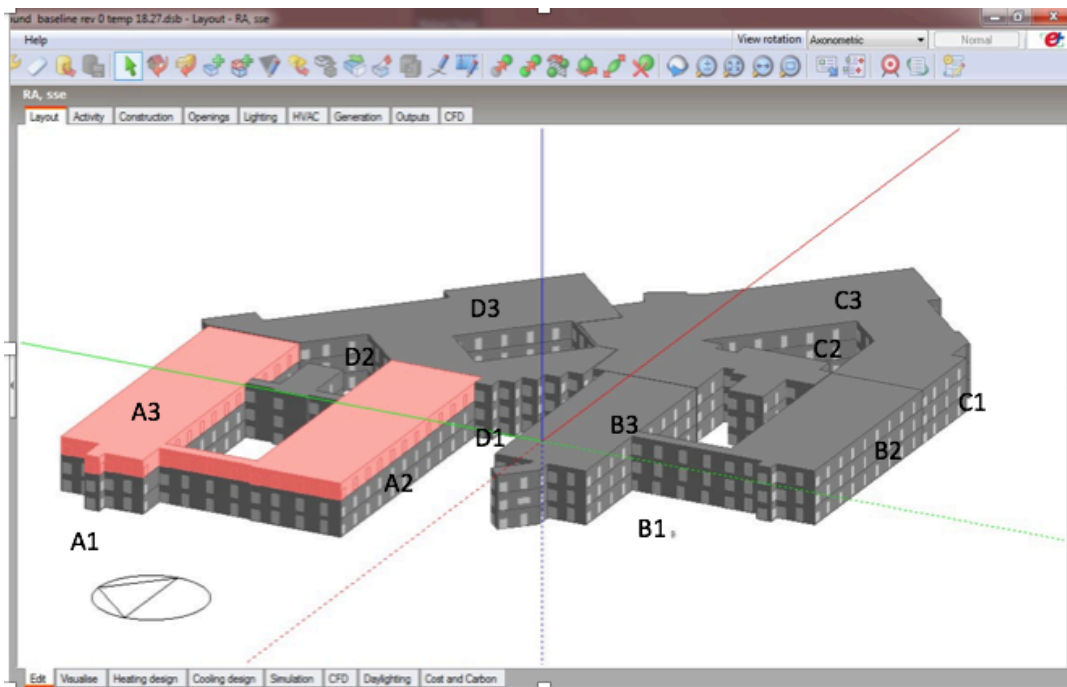 und baseline rev 0 temp 18.27.dsb - Layout - RA, sse
Help
View rotation Axonometric Normal
RA, sse
Layout Activity Construction Openings Lighting HVAC Generation Outputs CFD
C3
D3
C2
D2
A3
C1
B3
D1
B2
A2
B1
A1
Edit Visualise Heating design Cooling design Simulation CFD Daylighting Cost and Carbon